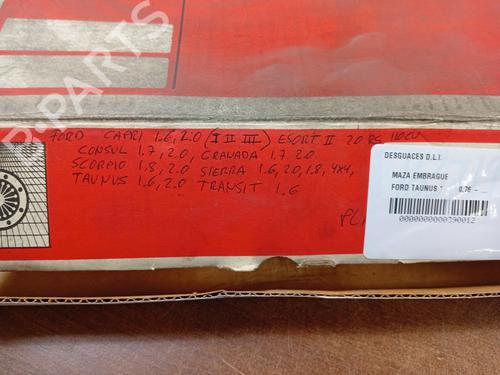 B-PARTS
FORD CAPRI 1.6, 2.0 (I II III) ESORT II 2.0 RS 110CV
CONSUL 1.7, 2.0, GRANADA 1.7 2.0
SCORPIO 1.8, 2.0 SIERRA 1.6, 2.0, 1.8, 4x4,
TAUNUS 1.6, 2.0 TRANSIT 1.6
DESGUACES D.L.I.
MAZA EMBRAGUE
FORD TAUNUS
0000000000390012